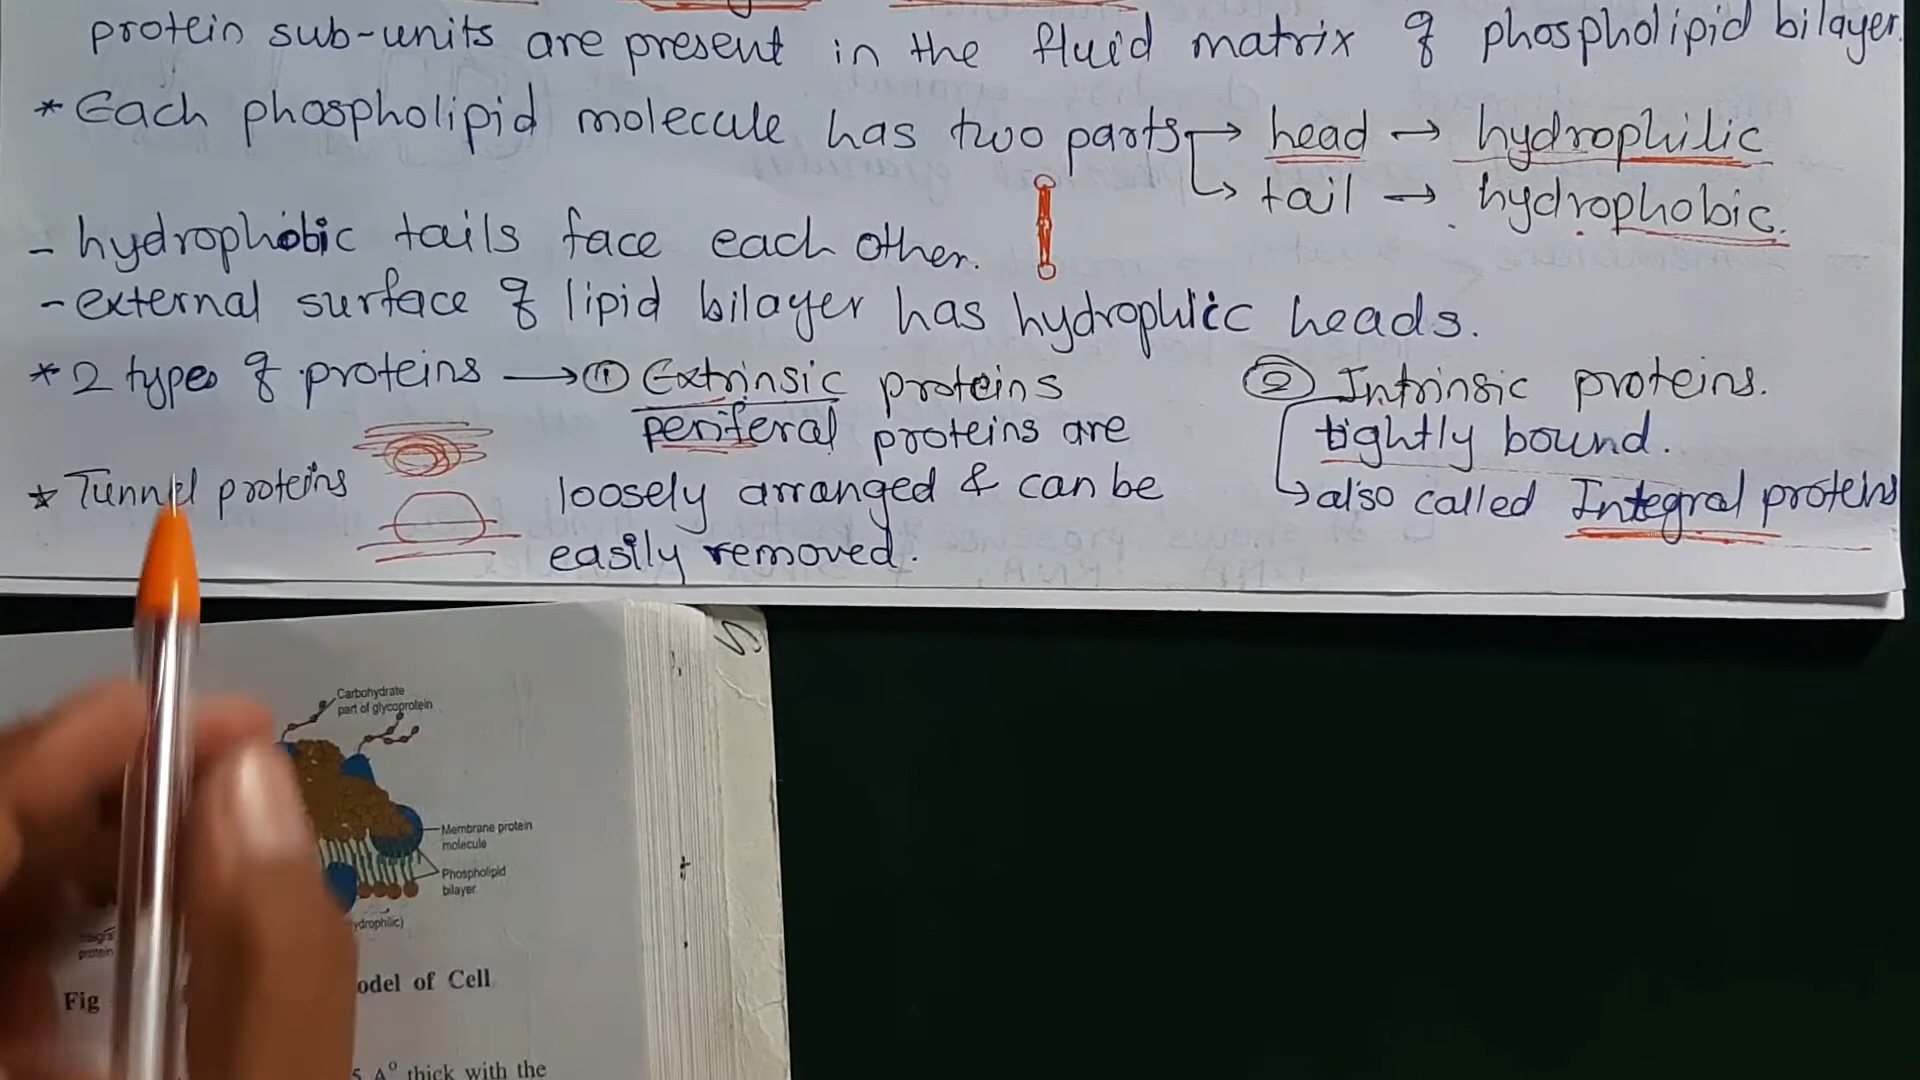 protein sub-units are present in the fluid matrix of phospholipid bilayer.
* Each phospholipid molecule has two parts → head → hydrophilic
→ tail → hydrophobic.
- hydrophobic tails face each other.
- external surface of lipid bilayer has hydrophlic heads.
* 2 types of proteins → ① Extrinsic proteins
periferal proteins are
loosely arranged & can be
easily removed.
② Intrinsic proteins.
tightly bound.
→ also called Integral proteins
* Tunnel proteins
Carbohydrate
part of glycoprotein
Membrane protein
molecule
Phospholipid
bilayer
ydrophilic)
protein
Fig
odel of Cell
5 A° thick with the